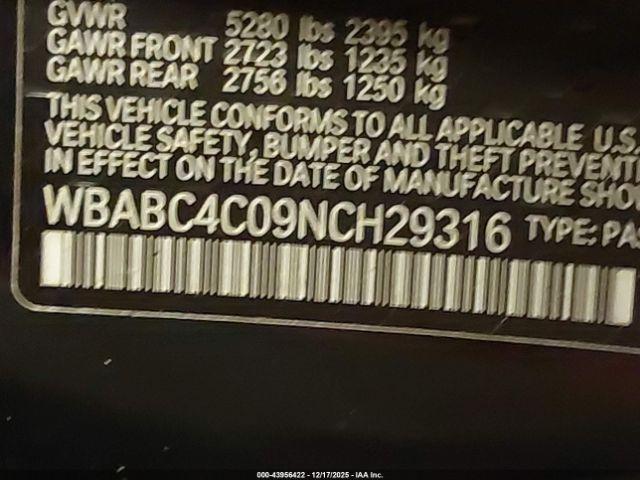 GVWR 5280 lbs 2395 kg
GAWR FRONT 2723 lbs 1235 kg
GAWR REAR 2756 lbs 1250 kg
THIS VEHICLE CONFORMS TO ALL APPLICABLE U.S.
VEHICLE SAFETY, BUMPER AND THEFT PREVENTI
IN EFFECT ON THE DATE OF MANUFACTURE SHOW
WBABC4C09NCH29316 TYPE: PA
000-43956422 - 12/17/2025 - IAA Inc.